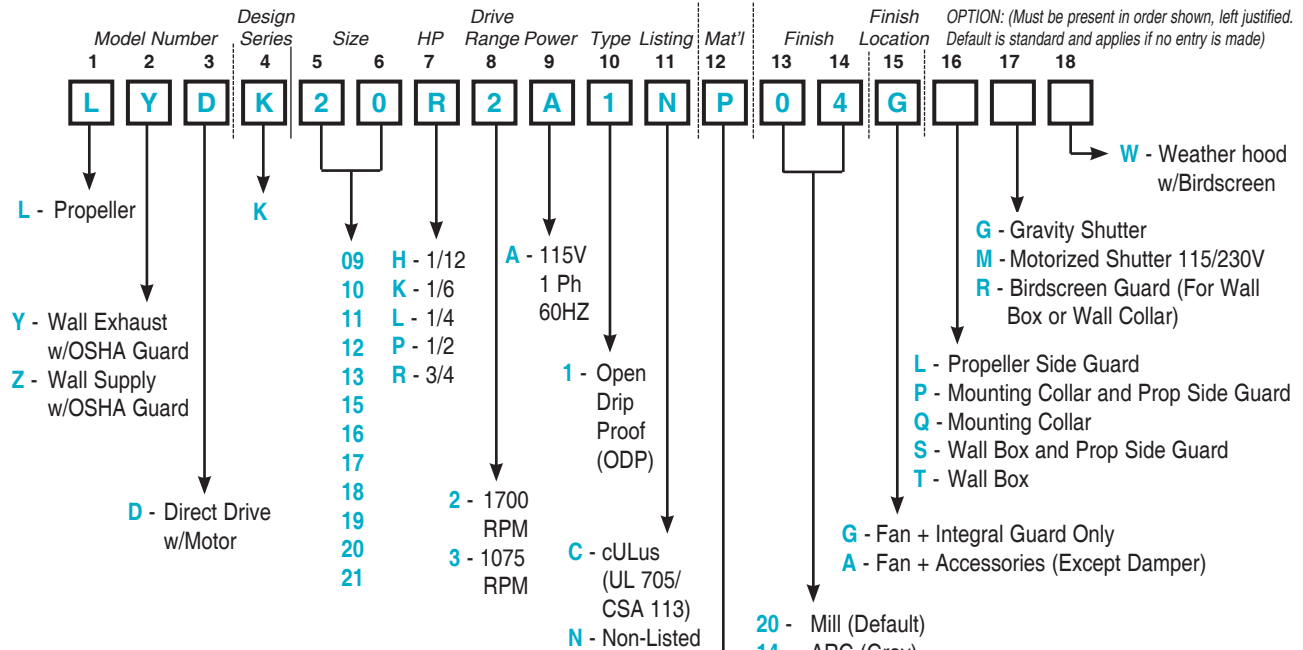 Design Drive Finish OPTION: (Must be present in order shown, left justified.
Model Number Series Size HP Range Power Type Listing Mat'l Finish Location Default is standard and applies if no entry is made)
1 2 3 4 5 6 7 8 9 10 11 12 13 14 15 16 17 18
L Y D K 2 0 R 2 A 1 N P 0 4 G
L - Propeller
Y - Wall Exhaust
w/OSHA Guard
Z - Wall Supply
w/OSHA Guard
D - Direct Drive
w/Motor
K
09
10
11
12
13
15
16
17
18
19
20
21
H - 1/12
K - 1/6
L - 1/4
P - 1/2
R - 3/4
2 - 1700
RPM
3 - 1075
RPM
A - 115V
1 Ph
60HZ
1 - Open
Drip
Proof
(ODP)
C - cULus
(UL 705/
CSA 113)
N - Non-Listed
20 - Mill (Default)
14 - ARC (Grey)
G - Fan + Integral Guard Only
A - Fan + Accessories (Except Damper)
L - Propeller Side Guard
P - Mounting Collar and Prop Side Guard
Q - Mounting Collar
S - Wall Box and Prop Side Guard
T - Wall Box
G - Gravity Shutter
M - Motorized Shutter 115/230V
R - Birdscreen Guard (For Wall
Box or Wall Collar)
W - Weather hood
w/Birdscreen